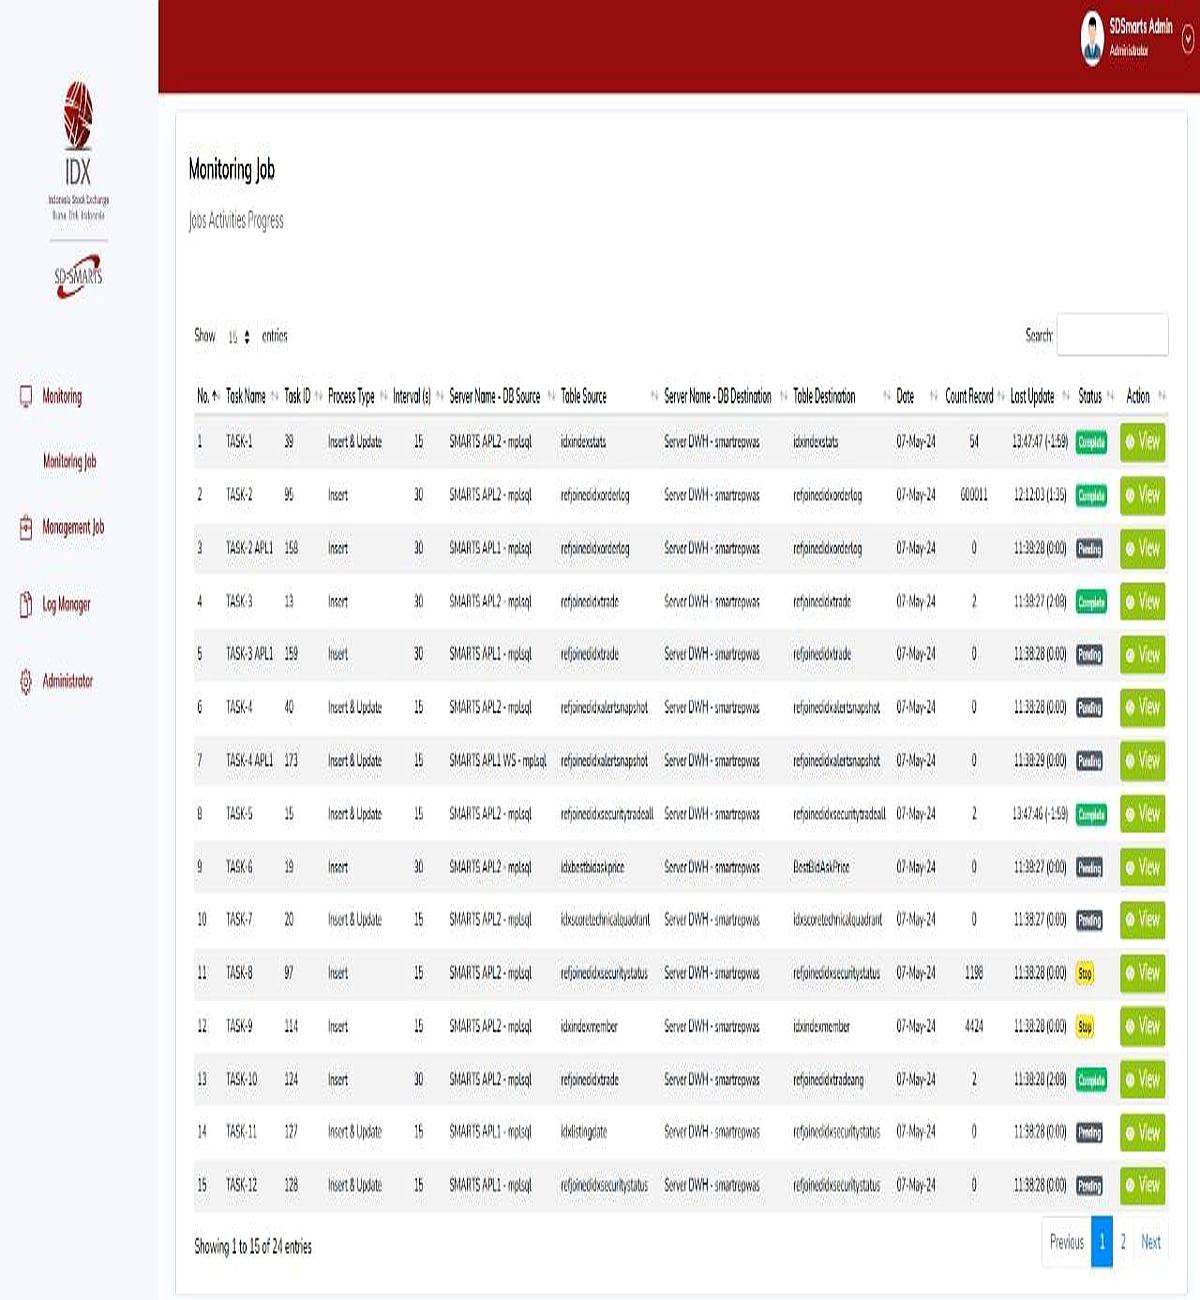 SDSmarts Admin
Administrator
IDX
Indonesia Stock Exchange
Bursa Efek Indonesia
SD-SMARTS
Monitoring
Monitoring Job
Management Job
Log Manager
Administrator
Monitoring Job
Jobs Activities Progress
Show 15 entries
Search:
No. Task Name Task ID Process Type Interval (s) Server Name - DB Source Table Source Server Name - DB Destination Table Destination Date Count Record Last Update Status Action
1 TASK-1 39 Insert & Update 15 SMARTS APL2 - mplsql idxindexstats Server DWH - smartrepwas idxindexstats 07-May-24 54 13:47:47 (-1:59) Complete View
2 TASK-2 95 Insert 30 SMARTS APL2 - mplsql refjoinedidxorderlog Server DWH - smartrepwas refjoinedidxorderlog 07-May-24 600011 12:12:03 (1:35) Complete View
3 TASK-2 APL1 158 Insert 30 SMARTS APL1 - mplsql refjoinedidxorderlog Server DWH - smartrepwas refjoinedidxorderlog 07-May-24 0 11:38:28 (0:00) Pending View
4 TASK-3 13 Insert 30 SMARTS APL2 - mplsql refjoinedidxtrade Server DWH - smartrepwas refjoinedidxtrade 07-May-24 2 11:38:27 (2:08) Complete View
5 TASK-3 APL1 159 Insert 30 SMARTS APL1 - mplsql refjoinedidxtrade Server DWH - smartrepwas refjoinedidxtrade 07-May-24 0 11:38:28 (0:00) Pending View
6 TASK-4 40 Insert & Update 15 SMARTS APL2 - mplsql refjoinedidxalertsnapshot Server DWH - smartrepwas refjoinedidxalertsnapshot 07-May-24 0 11:38:28 (0:00) Pending View
7 TASK-4 APL1 173 Insert & Update 15 SMARTS APL1 WS - mplsql refjoinedidxalertsnapshot Server DWH - smartrepwas refjoinedidxalertsnapshot 07-May-24 0 11:38:29 (0:00) Pending View
8 TASK-5 15 Insert & Update 15 SMARTS APL2 - mplsql refjoinedidxsecuritytradeall Server DWH - smartrepwas refjoinedidxsecuritytradeall 07-May-24 2 13:47:46 (-1:59) Complete View
9 TASK-6 19 Insert 30 SMARTS APL2 - mplsql idxbestbidaskprice Server DWH - smartrepwas BestBidAskPrice 07-May-24 0 11:38:27 (0:00) Pending View
10 TASK-7 20 Insert & Update 15 SMARTS APL2 - mplsql idxscoretechnicalquadrant Server DWH - smartrepwas idxscoretechnicalquadrant 07-May-24 0 11:38:27 (0:00) Pending View
11 TASK-8 97 Insert 15 SMARTS APL2 - mplsql refjoinedidxsecuritystatus Server DWH - smartrepwas refjoinedidxsecuritystatus 07-May-24 1198 11:38:28 (0:00) Stop View
12 TASK-9 114 Insert 15 SMARTS APL2 - mplsql idxindexmember Server DWH - smartrepwas idxindexmember 07-May-24 4424 11:38:28 (0:00) Stop View
13 TASK-10 124 Insert 30 SMARTS APL2 - mplsql refjoinedidxtrade Server DWH - smartrepwas refjoinedidxtradeang 07-May-24 2 11:38:28 (2:08) Complete View
14 TASK-11 127 Insert & Update 15 SMARTS APL1 - mplsql idxlistingdate Server DWH - smartrepwas refjoinedidxsecuritystatus 07-May-24 0 11:38:28 (0:00) Pending View
15 TASK-12 128 Insert & Update 15 SMARTS APL1 - mplsql refjoinedidxsecuritystatus Server DWH - smartrepwas refjoinedidxsecuritystatus 07-May-24 0 11:38:28 (0:00) Pending View
Showing 1 to 15 of 24 entries
Previous 1 2 Next